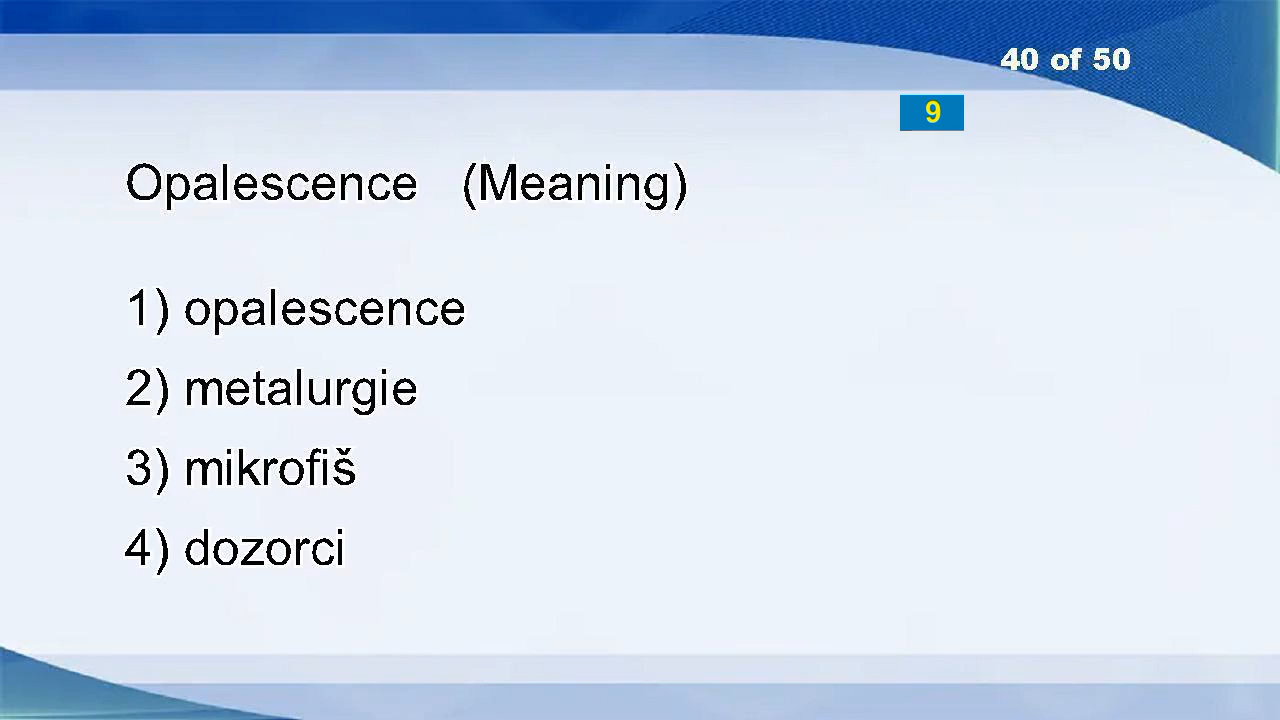 40 of 50
9
Opalescence (Meaning)
1) opalescence
2) metalurgie
3) mikrofiš
4) dozorci